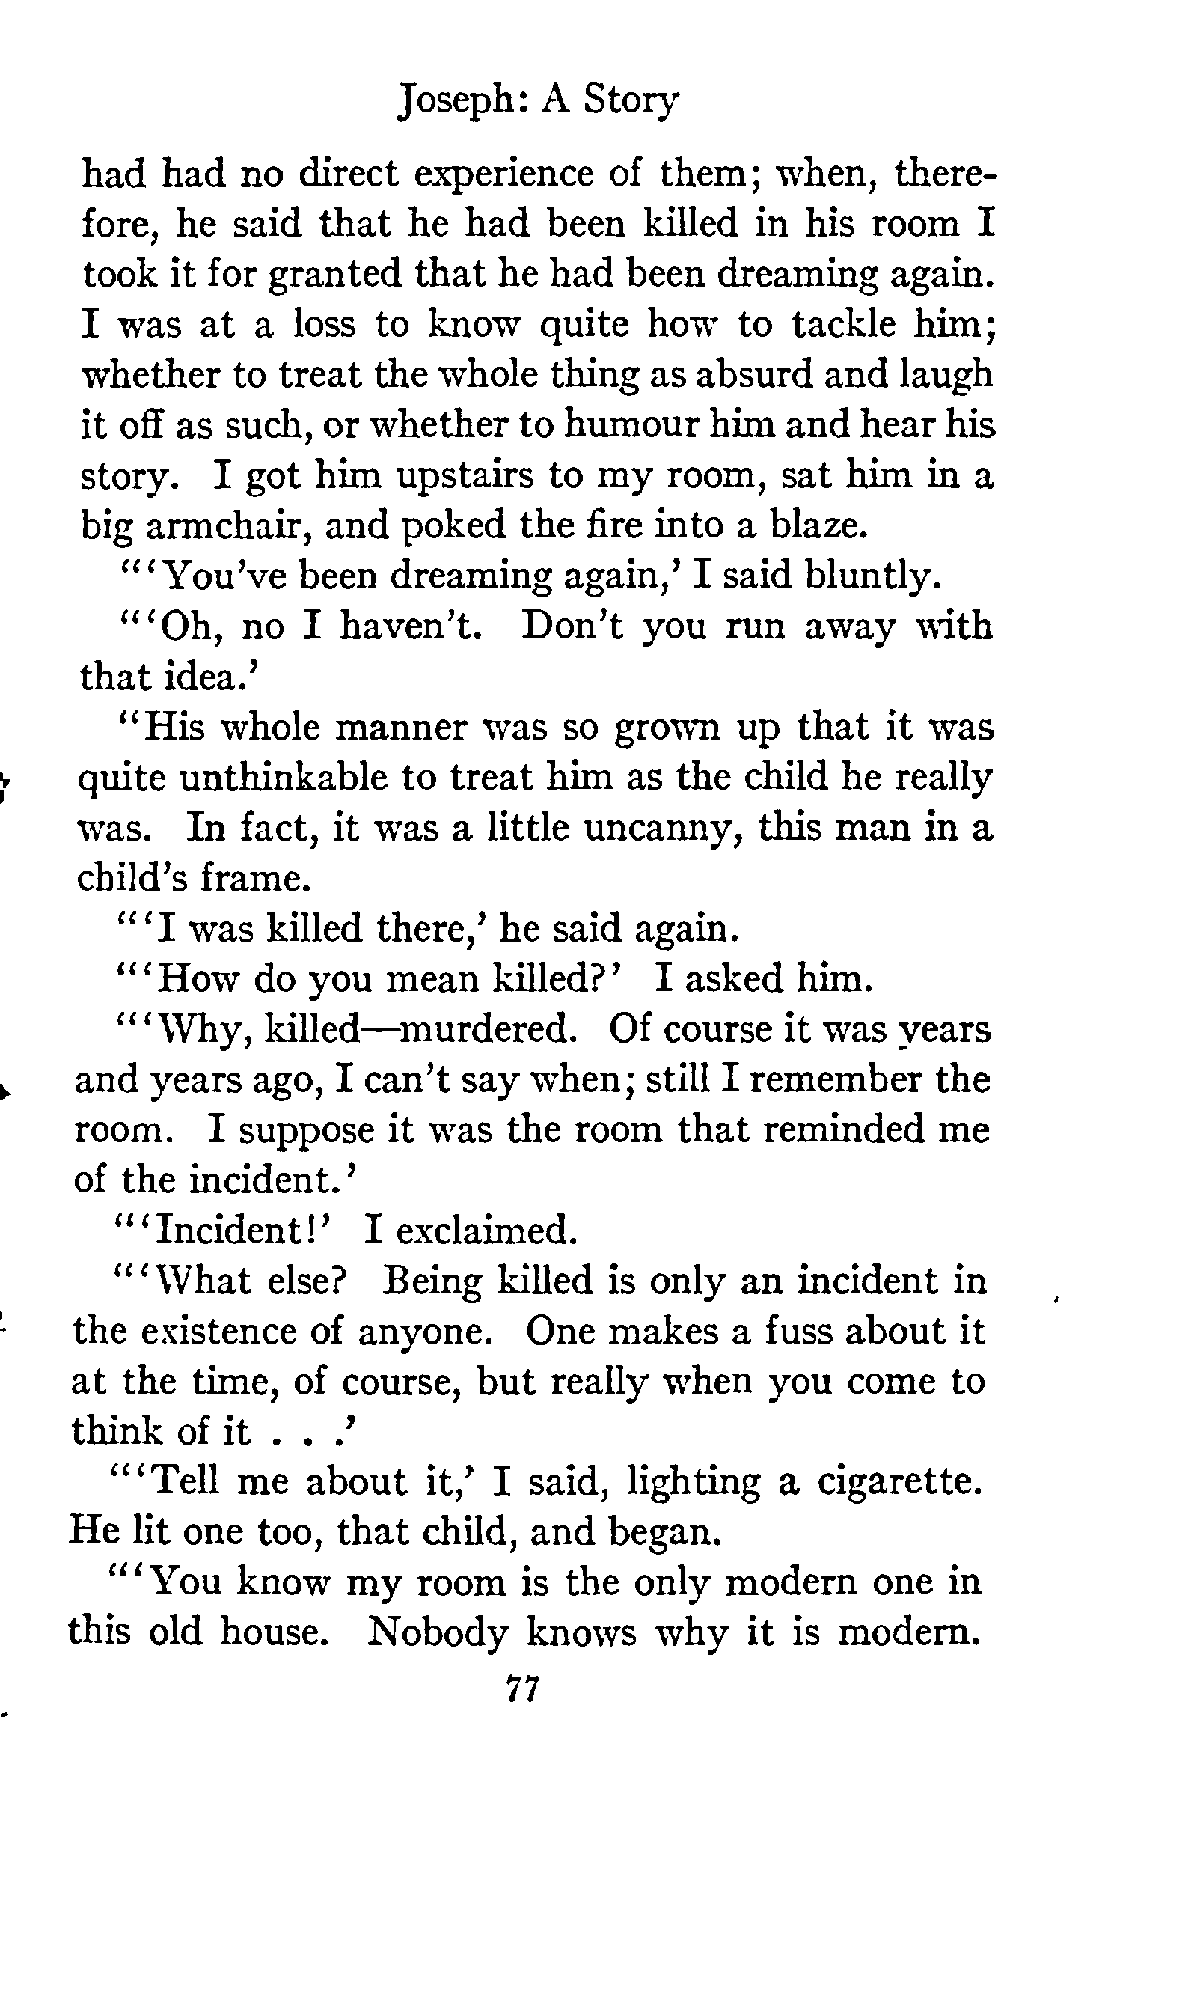 Joseph: A Story
had had no direct experience of them; when, there-
fore, he said that he had been killed in his room I
took it for granted that he had been dreaming again.
I was at a loss to know quite how to tackle him;
whether to treat the whole thing as absurd and laugh
it off as such, or whether to humour him and hear his
story. I got him upstairs to my room, sat him in a
big armchair, and poked the fire into a blaze.
"'You've been dreaming again,' I said bluntly.
"'Oh, no I haven't. Don't you run away with
that idea.'
"His whole manner was so grown up that it was
quite unthinkable to treat him as the child he really
was. In fact, it was a little uncanny, this man in a
child's frame.
"'I was killed there,' he said again.
"'How do you mean killed?' I asked him.
"'Why, killed—murdered. Of course it was years
and years ago, I can't say when; still I remember the
room. I suppose it was the room that reminded me
of the incident.'
"'Incident!' I exclaimed.
"'What else? Being killed is only an incident in
the existence of anyone. One makes a fuss about it
at the time, of course, but really when you come to
think of it . . .'
"'Tell me about it,' I said, lighting a cigarette.
He lit one too, that child, and began.
"'You know my room is the only modern one in
this old house. Nobody knows why it is modern.
77